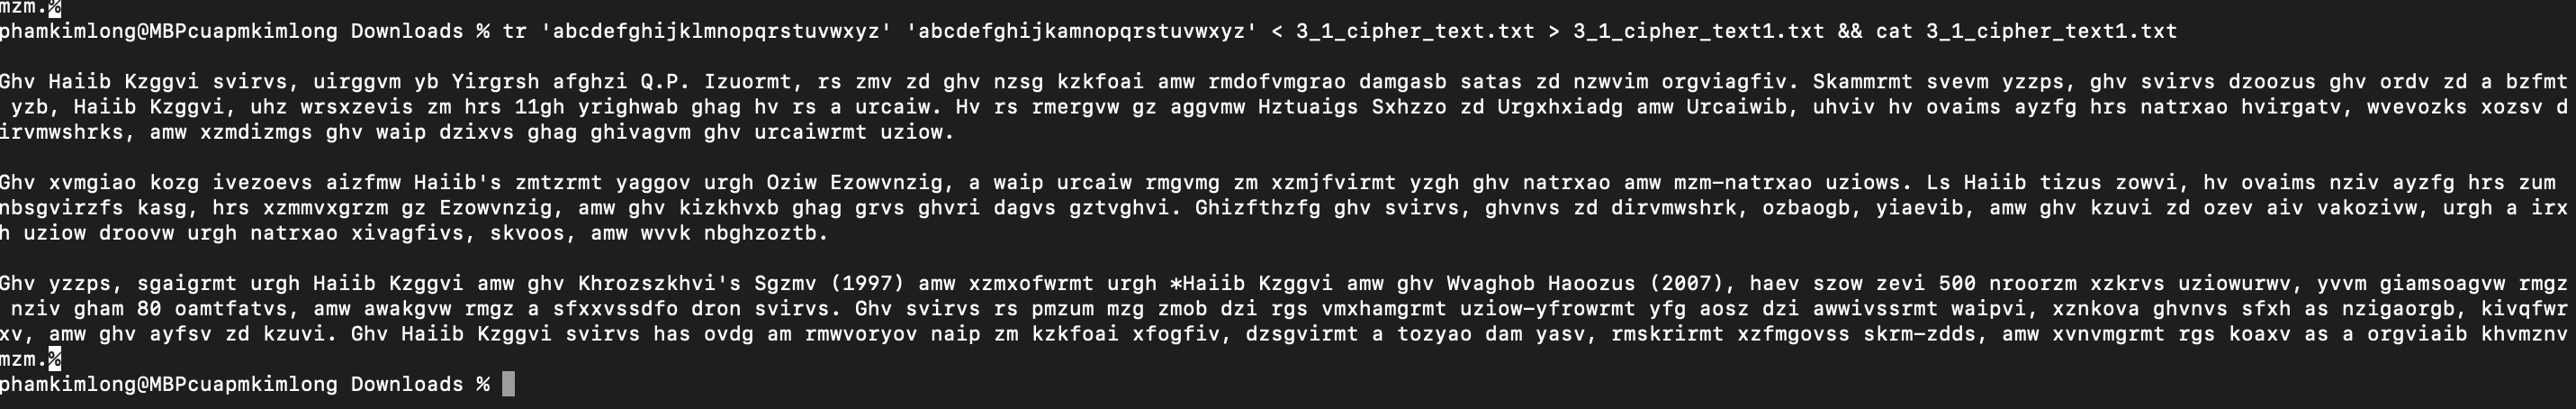 mzm.%
phamkimlong@MBPcuapmkimlong Downloads % tr 'abcdefghijklmnopqrstuvwxyz' 'abcdefghijkamnopqrstuvwxyz' < 3_1_cipher_text.txt > 3_1_cipher_text1.txt && cat 3_1_cipher_text1.txt
Ghv Haiib Kzggvi svirvs, uirggvm yb Yirgrsh afghzi Q.P. Izuormt, rs zmv zd ghv nzsg kzkfoai amw rmdofvmgrao damgasb satas zd nzwvim orgviagfiv. Skammrmt svevm yzzps, ghv svirvs dzoozus ghv ordv zd a bzfmt
yzb, Haiib Kzggvi, uhz wrsxzevis zm hrs 11gh yrighwab ghag hv rs a urcaiw. Hv rs rmergvw gz aggvmw Hztuaigs Sxhzzo zd Urgxhxiadg amw Urcaiwib, uhviv hv ovaims ayzfg hrs natrxao hvirgatv, wvevozks xozsv d
irvmwshrks, amw xzmdizmgs ghv waip dzixvs ghag ghivagvm ghv urcaiwrmt uziow.
Ghv xvmgiao kozg ivezoevs aizfmw Haiib's zmtzrmt yaggov urgh Oziw Ezowvnzig, a waip urcaiw rmgvmg zm xzmjfvirmt yzgh ghv natrxao amw mzm-natrxao uziows. Ls Haiib tizus zowvi, hv ovaims nziv ayzfg hrs zum
nbsgvirzfs kasg, hrs xzmmvxgrzm gz Ezowvnzig, amw ghv kizkhvxb ghag grvs ghvri dagvs gztvghvi. Ghizfthzfg ghv svirvs, ghvnvs zd dirvmwshrk, ozbaogb, yiaevib, amw ghv kzuvi zd ozev aiv vakozivw, urgh a irx
h uziow droovw urgh natrxao xivagfivs, skvoos, amw wvvk nbghzoztb.
Ghv yzzps, sgaigrmt urgh Haiib Kzggvi amw ghv Khrozszkhvi's Sgzmv (1997) amw xzmxofwrmt urgh *Haiib Kzggvi amw ghv Wvaghob Haoozus (2007), haev szow zevi 500 nroorzm xzkrvs uziowurwv, yvvm giamsoagvw rmgz
nziv gham 80 oamtfatvs, amw awakgvw rmgz a sfxxvssdfo dron svirvs. Ghv svirvs rs pmzum mzg zmob dzi rgs vmxhamgrmt uziow-yfrowrmt yfg aosz dzi awwivssrmt waipvi, xznkova ghvnvs sfxh as nzigaorgb, kivqfwr
xv, amw ghv ayfsv zd kzuvi. Ghv Haiib Kzggvi svirvs has ovdg am rmwvoryov naip zm kzkfoai xfogfiv, dzsgvirmt a tozyao dam yasv, rmskrirmt xzfmgovss skrm-zdds, amw xvnvmgrmt rgs koaxv as a orgviaib khvmznv
mzm.%
phamkimlong@MBPcuapmkimlong Downloads %